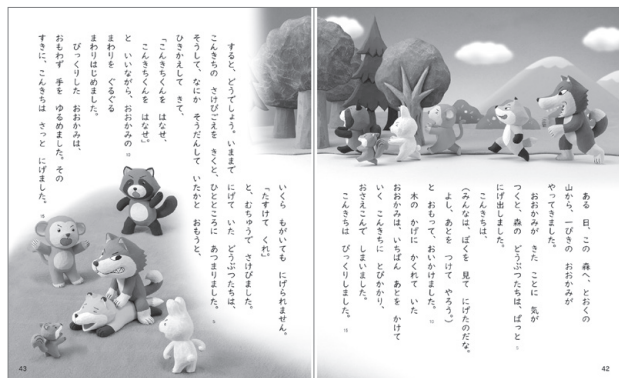 ある 日、この 森へ、とおくの
山から、一ぴきの おおかみが
やってきました。
おおかみが きた ことに 気が
つくと、森の どうぶつたちは、ぱっと
にげ出しました。
こんきちは、
(みんなは、ぼくを 見て にげたのだな。
よし、あとを つけて やろう。)
と おもって、おいかけました。
木の かげに かくれて いた
おおかみは、いちばん あとを かけて
いく こんきちに とびかかり、
おさえこんで しまいました。
こんきちは びっくりしました。
42
いくら もがいても にげられません。
「たすけて くれ。」
と、むちゅうで さけびました。
にげて いた どうぶつたちは、
ひとところに あつまりました。
すると、どうでしょう。いままで
こんきちの さけびごえを きくと、
そうして、なにか そうだんして いたかと おもうと、
ひきかえして きて、
「こんきちくんを はなせ、
こんきちくんを はなせ。」
と いいながら、おおかみの
まわりを ぐるぐる
まわりはじめました。
びっくりした おおかみは、
おもわず 手を ゆるめました。その
すきに、こんきちは さっと にげました。
43